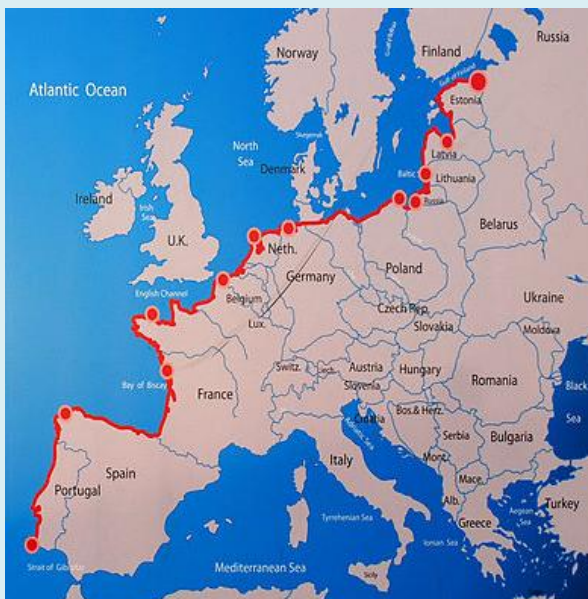 Norway
Finland
Russia
Gulf of Finland
Estonia
Atlantic Ocean
North
Sea
Skagerrak
Denmark
Baltic
Latvia
Lithuania
Russia
Ireland
Irish
Sea
U.K.
Neth.
Belarus
Germany
Poland
English Channel
Belgium
Lux.
Czech Rep.
Slovakia
Ukraine
Moldova
Bay of Biscay
France
Switz.
Liech.
Austria
Slovenia
Hungary
Romania
Croatia
Bos.& Herz.
Serbia
Black
Sea
Adriatic Sea
Italy
Mont.
Bulgaria
Mace.
Alb.
Portugal
Spain
Tyrrhenian Sea
Ionian Sea
Greece
Aegean
Sea
Turkey
Strait of Gibraltar
Mediterranean Sea
Sicily